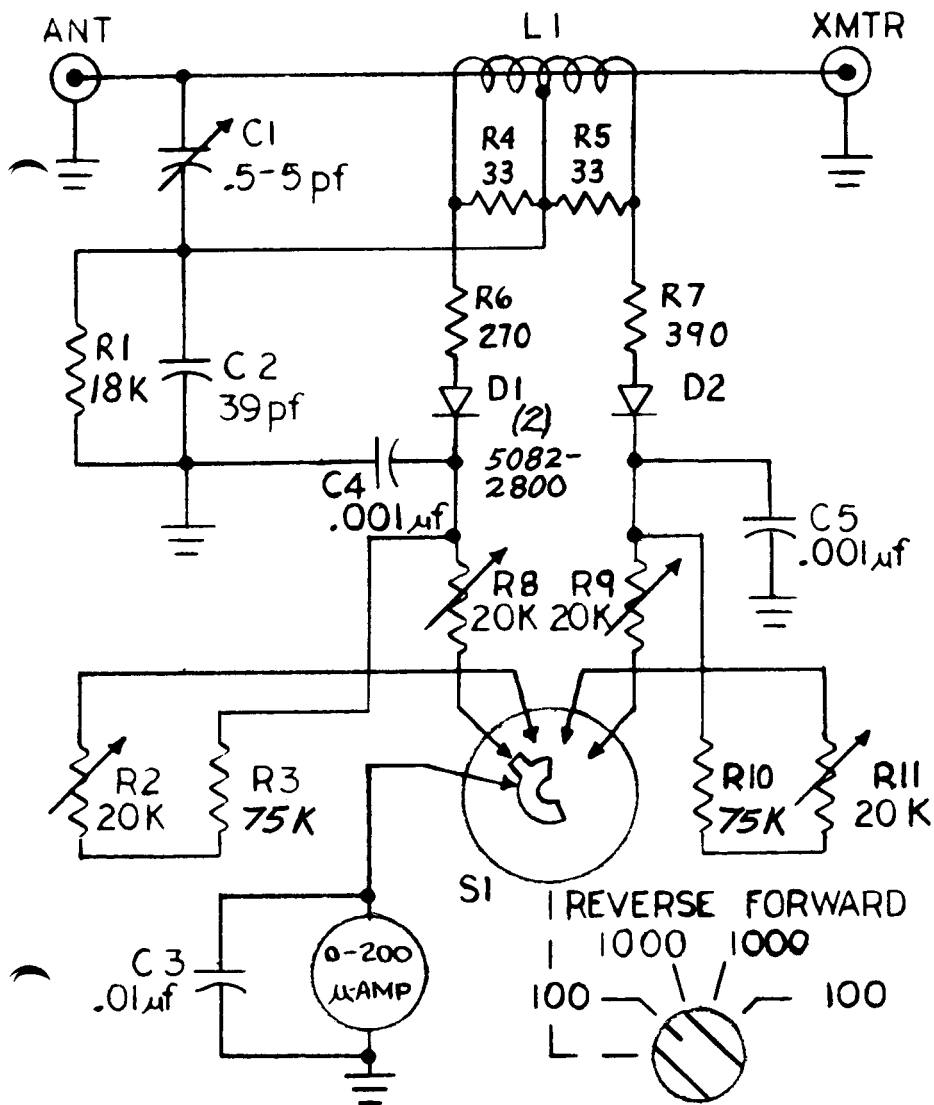 ANT
L1
XMTR
C1
.5-5pf
R4
33
R5
33
R1
18K
C2
39pf
R6
270
R7
390
D1
(2)
5082-
2800
D2
C4
.001µf
C5
.001µf
R8
20K
R9
20K
R2
20K
R3
75K
R10
75K
R11
20K
S1
C3
.01µf
0-200
µ-AMP
REVERSE FORWARD
1000 1000
100 100